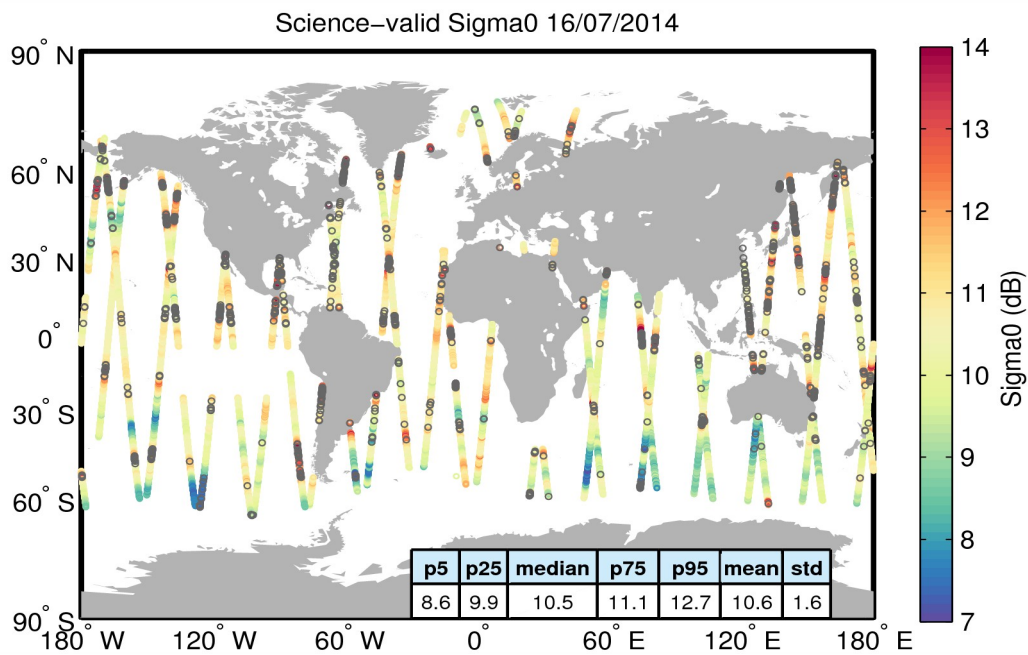 Science−valid Sigma0 16/07/2014
90° N
60° N
30° N
0°
30° S
60° S
90° S
180° W
120° W
60° W
0°
60° E
120° E
180° E
p5 p25 median p75 p95 mean std
8.6 9.9 10.5 11.1 12.7 10.6 1.6
14
13
12
11
10
9
8
7
Sigma0 (dB)